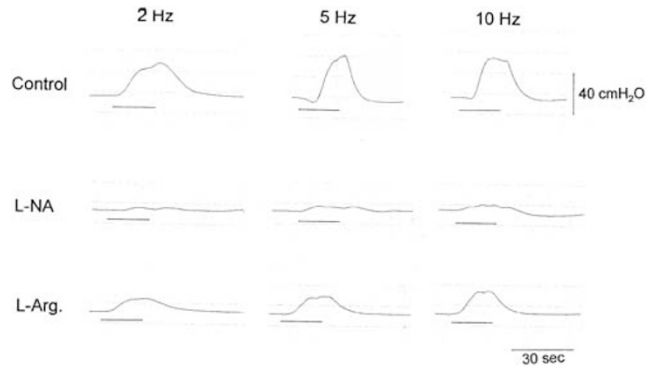 2 Hz 5 Hz 10 Hz
Control
40 cmH₂O
L-NA
L-Arg.
30 sec